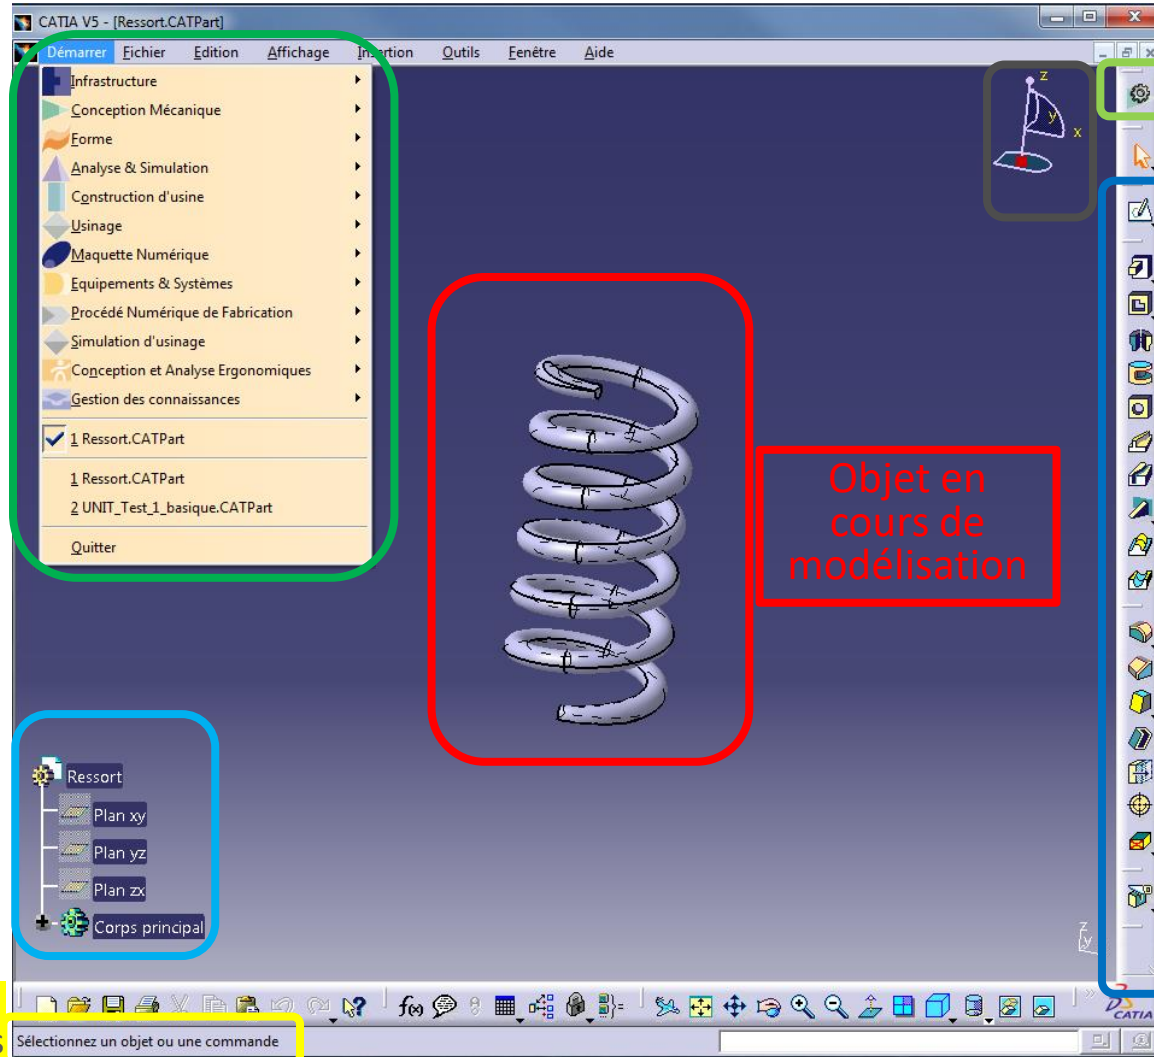 CATIA V5 - [Ressort.CATPart]
Démarrer Fichier Edition Affichage Insertion Outils Fenêtre Aide
Infrastructure
Conception Mécanique
Forme
Analyse & Simulation
Construction d'usine
Usinage
Maquette Numérique
Equipements & Systèmes
Procédé Numérique de Fabrication
Simulation d'usinage
Conception et Analyse Ergonomiques
Gestion des connaissances
1 Ressort.CATPart
1 Ressort.CATPart
2 UNIT_Test_1_basique.CATPart
Quitter
z
y
x
Objet en
cours de
modélisation
Ressort
Plan xy
Plan yz
Plan zx
Corps principal
z
y
f(x)
CATIA
s
Sélectionnez un objet ou une commande